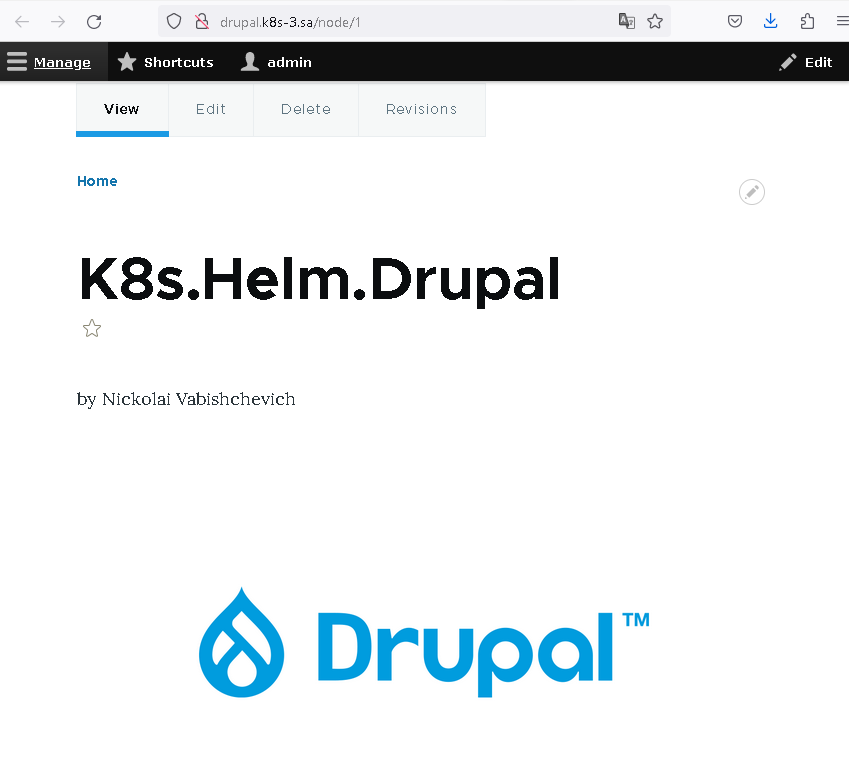 drupal.k8s-3.sa/node/1
Manage Shortcuts admin Edit
View Edit Delete Revisions
Home
K8s.Helm.Drupal
by Nickolai Vabishchevich
Drupal™